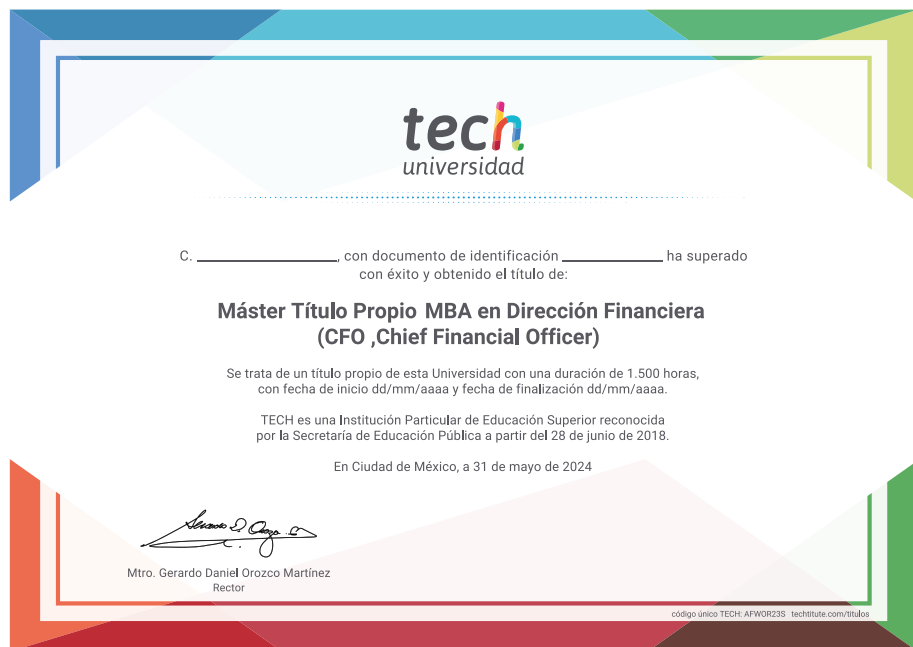 tech
universidad
C. ____________________, con documento de identificación ______________ ha superado
con éxito y obtenido el título de:
Máster Título Propio MBA en Dirección Financiera
(CFO ,Chief Financial Officer)
Se trata de un título propio de esta Universidad con una duración de 1.500 horas,
con fecha de inicio dd/mm/aaaa y fecha de finalización dd/mm/aaaa.
TECH es una Institución Particular de Educación Superior reconocida
por la Secretaría de Educación Pública a partir del 28 de junio de 2018.
En Ciudad de México, a 31 de mayo de 2024
Mtro. Gerardo Daniel Orozco Martínez
Rector
código único TECH: AFWOR23S techtitute.com/titulos